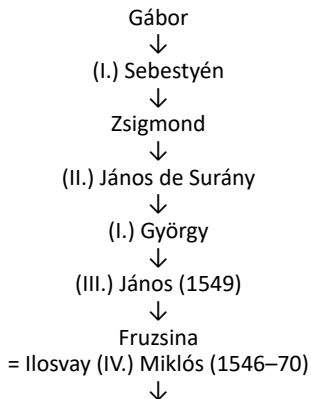 Gábor
↓
(I.) Sebestyén
↓
Zsigmond
↓
(II.) János de Surány
↓
(I.) György
↓
(III.) János (1549)
↓
Fruzsina
= Ilosvay (IV.) Miklós (1546–70)
↓